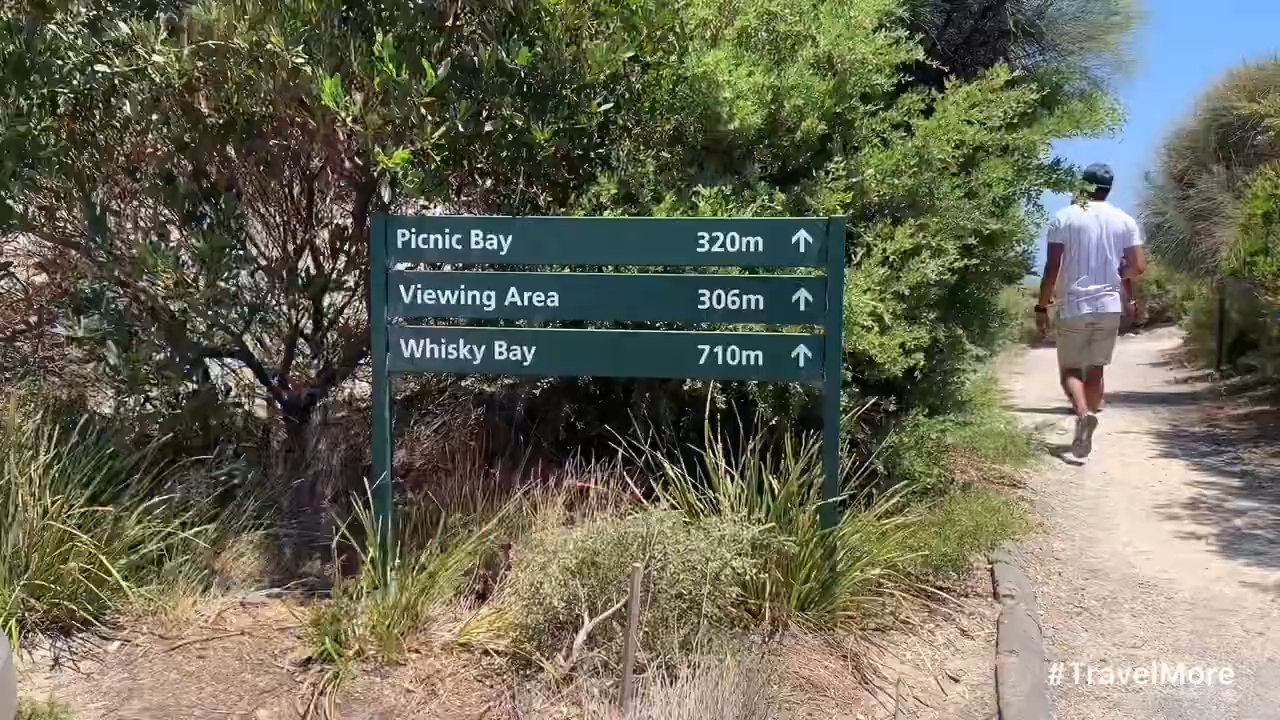 Picnic Bay 320m ↑
Viewing Area 306m ↑
Whisky Bay 710m ↑
#TravelMore